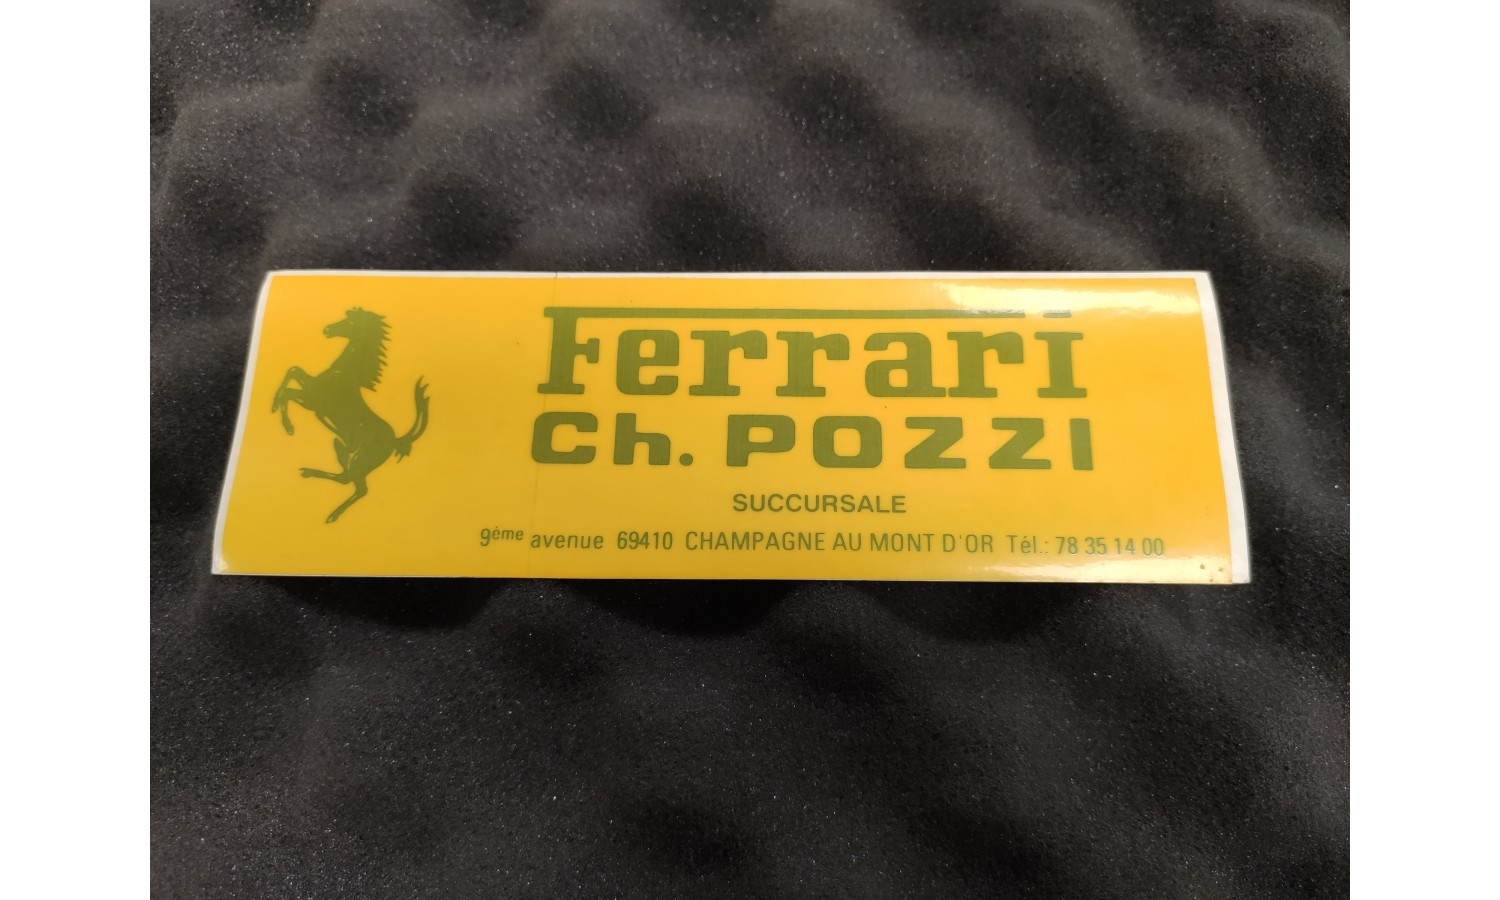 Ferrari
Ch. POZZI
SUCCURSALE
9ème avenue 69410 CHAMPAGNE AU MONT D'OR Tél.: 78 35 14 00